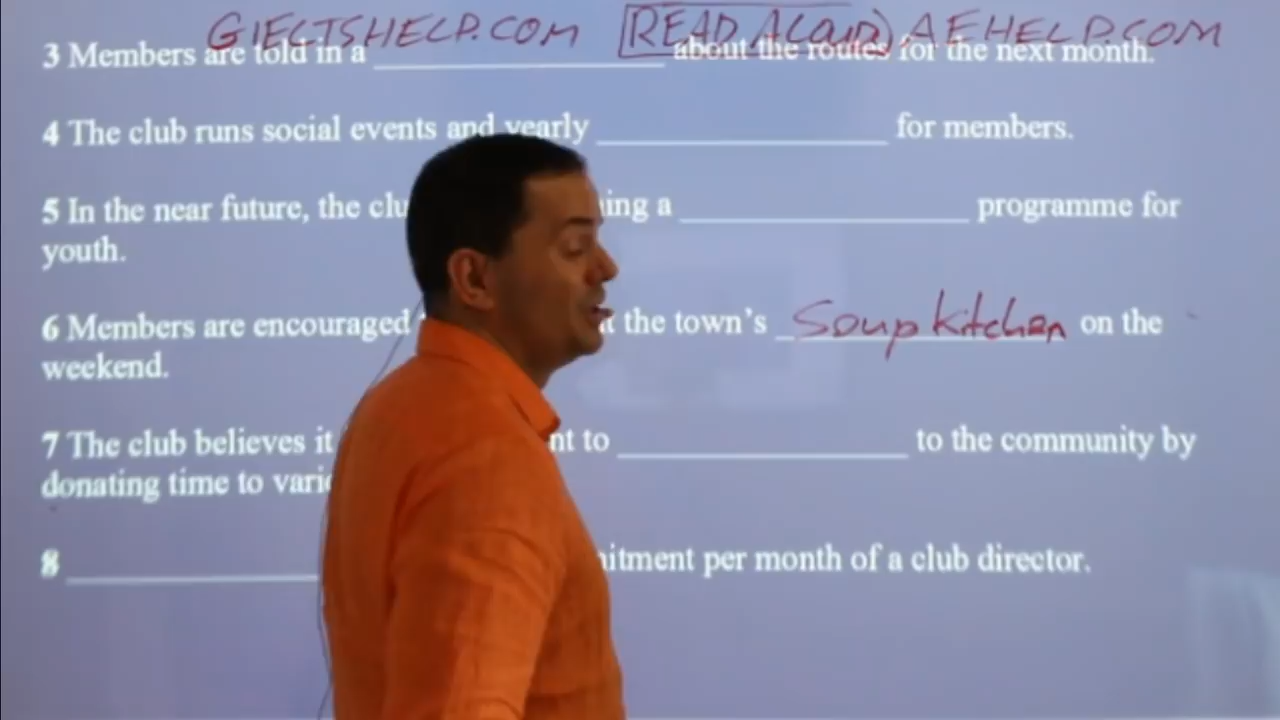 GIELTSHELP.COM READ ALOUD AEHELP.COM
3 Members are told in a about the routes for the next month.
4 The club runs social events and yearly for members.
5 In the near future, the clu ing a programme for
youth.
6 Members are encouraged the town's Soup kitchen on the
weekend.
7 The club believes it nt to to the community by
donating time to vari
8 itment per month of a club director.